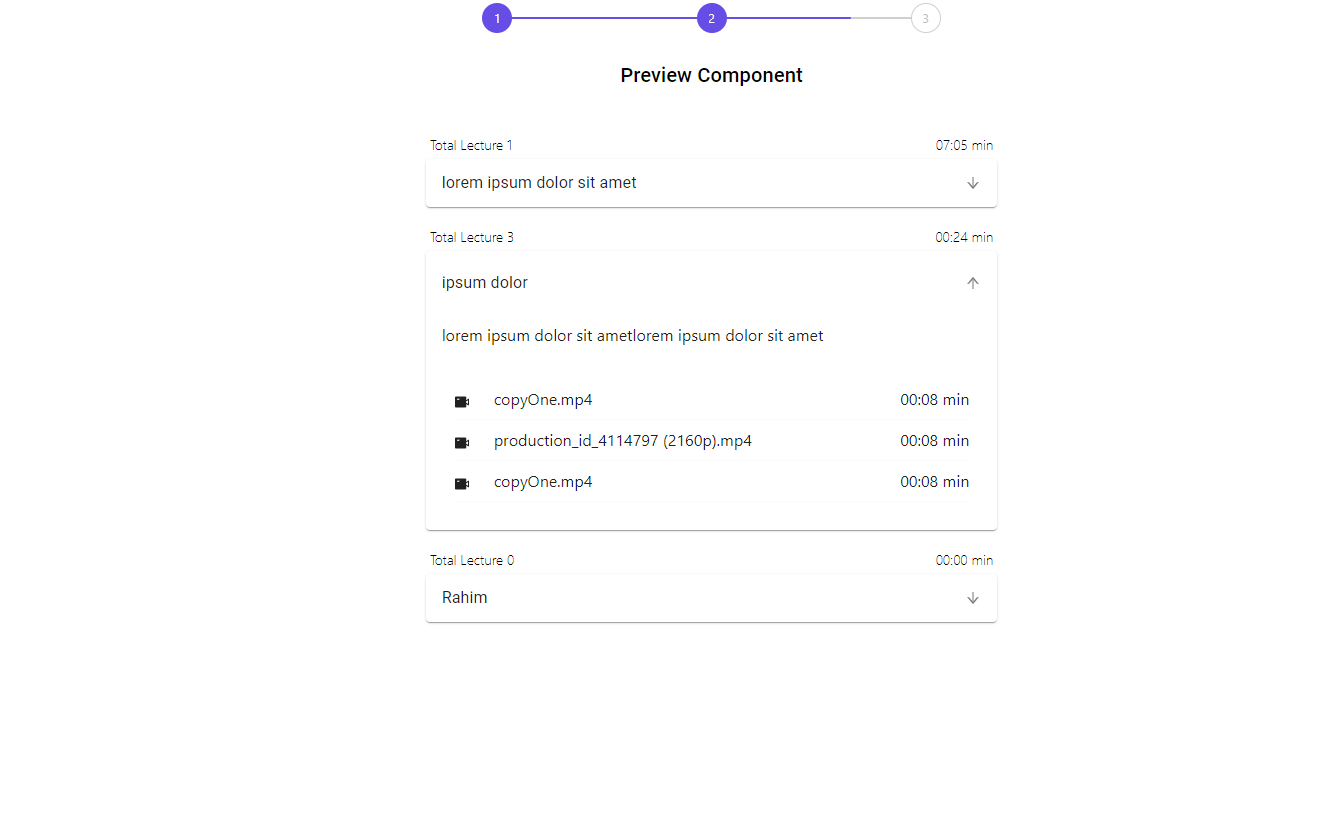 1 2 3
Preview Component
Total Lecture 1 07:05 min
lorem ipsum dolor sit amet
Total Lecture 3 00:24 min
ipsum dolor
lorem ipsum dolor sit ametlorem ipsum dolor sit amet
copyOne.mp4 00:08 min
production_id_4114797 (2160p).mp4 00:08 min
copyOne.mp4 00:08 min
Total Lecture 0 00:00 min
Rahim